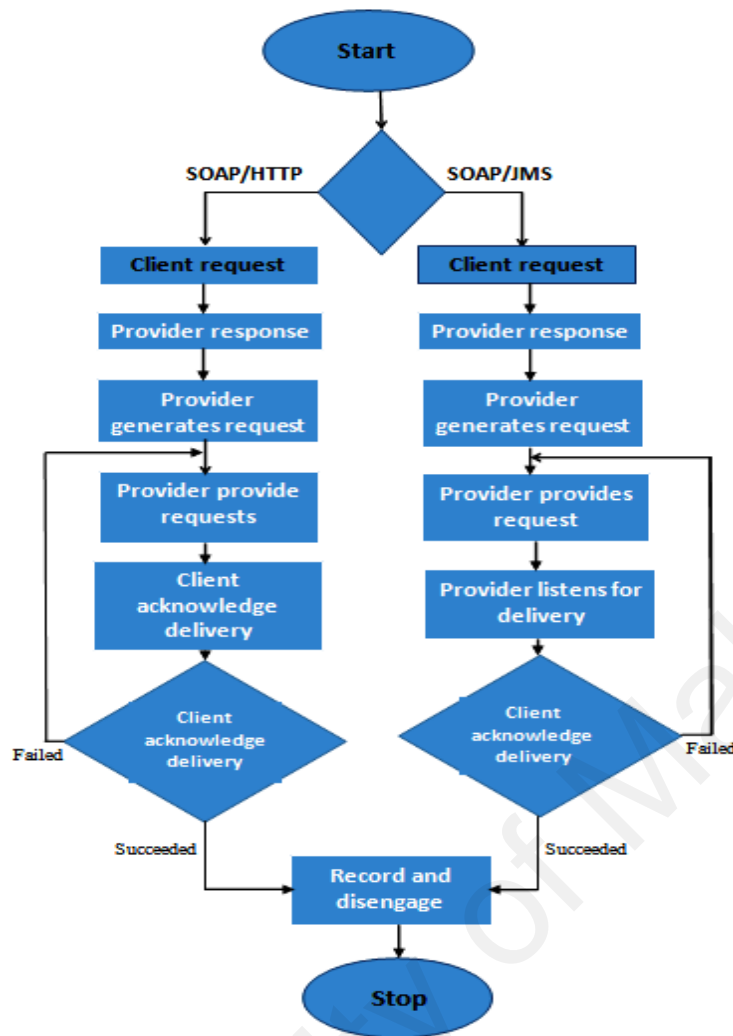 Start
SOAP/HTTP
SOAP/JMS
Client request
Client request
Provider response
Provider response
Provider
generates request
Provider
generates request
Provider provide
requests
Provider provides
request
Client
acknowledge
delivery
Provider listens for
delivery
Client
acknowledge
delivery
Client
acknowledge
delivery
Failed
Failed
Succeeded
Succeeded
Record and
disengage
Stop